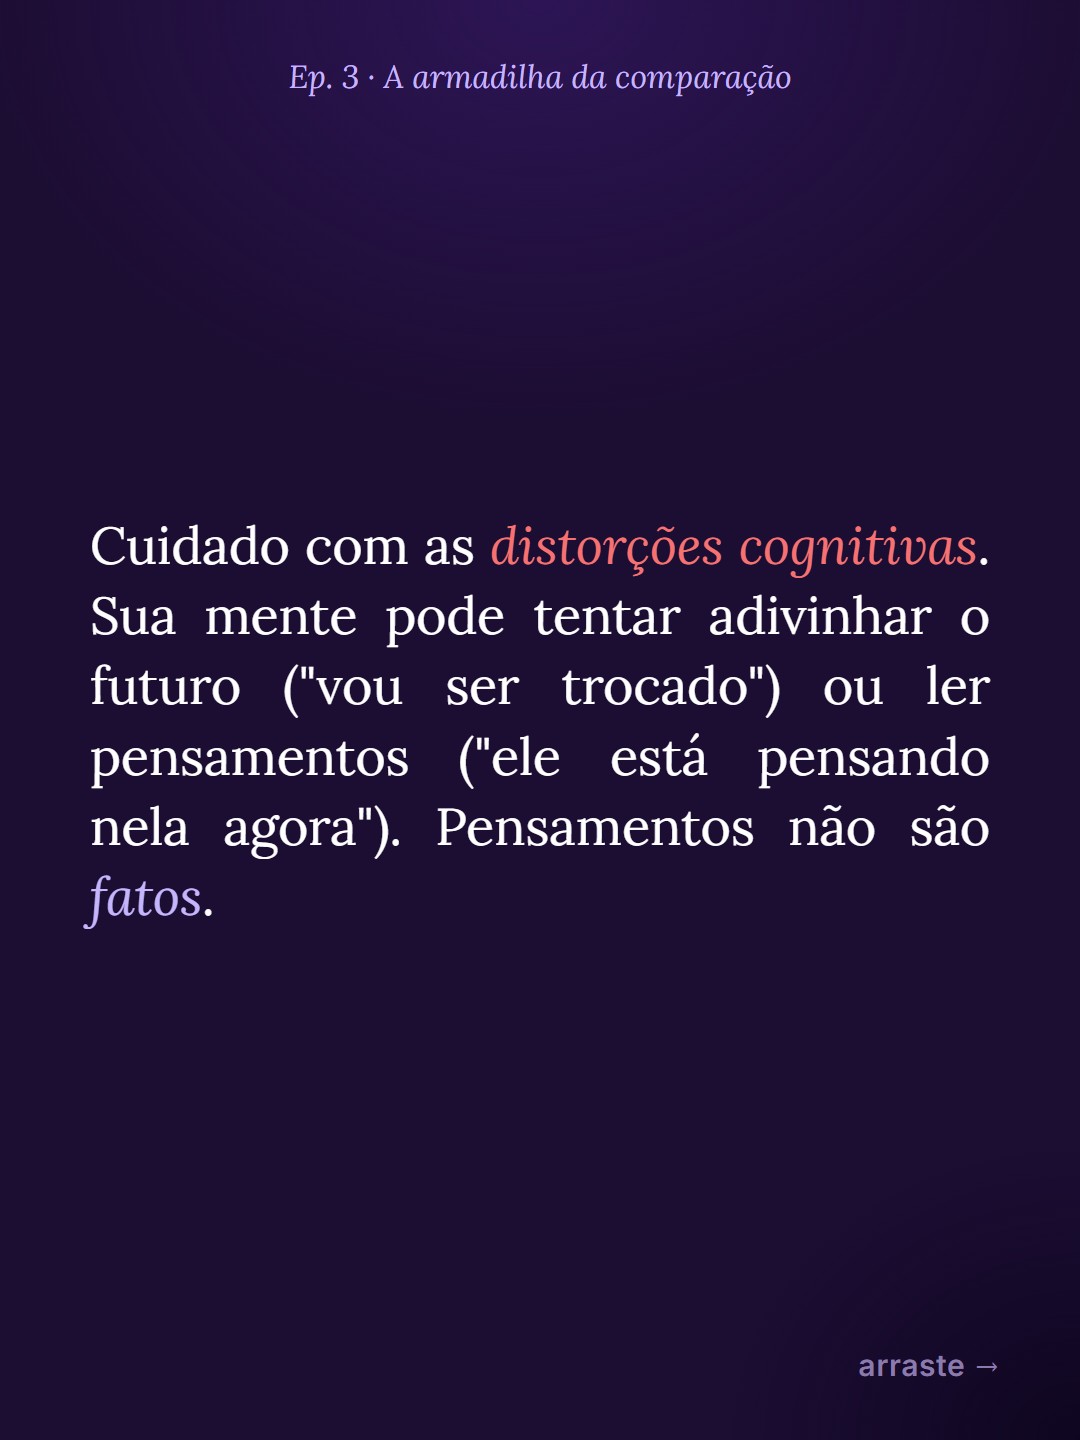 Ep. 3 · A armadilha da comparação
Cuidado com as distorções cognitivas.
Sua mente pode tentar adivinhar o
futuro ("vou ser trocado") ou ler
pensamentos ("ele está pensando
nela agora"). Pensamentos não são
fatos.
arraste →